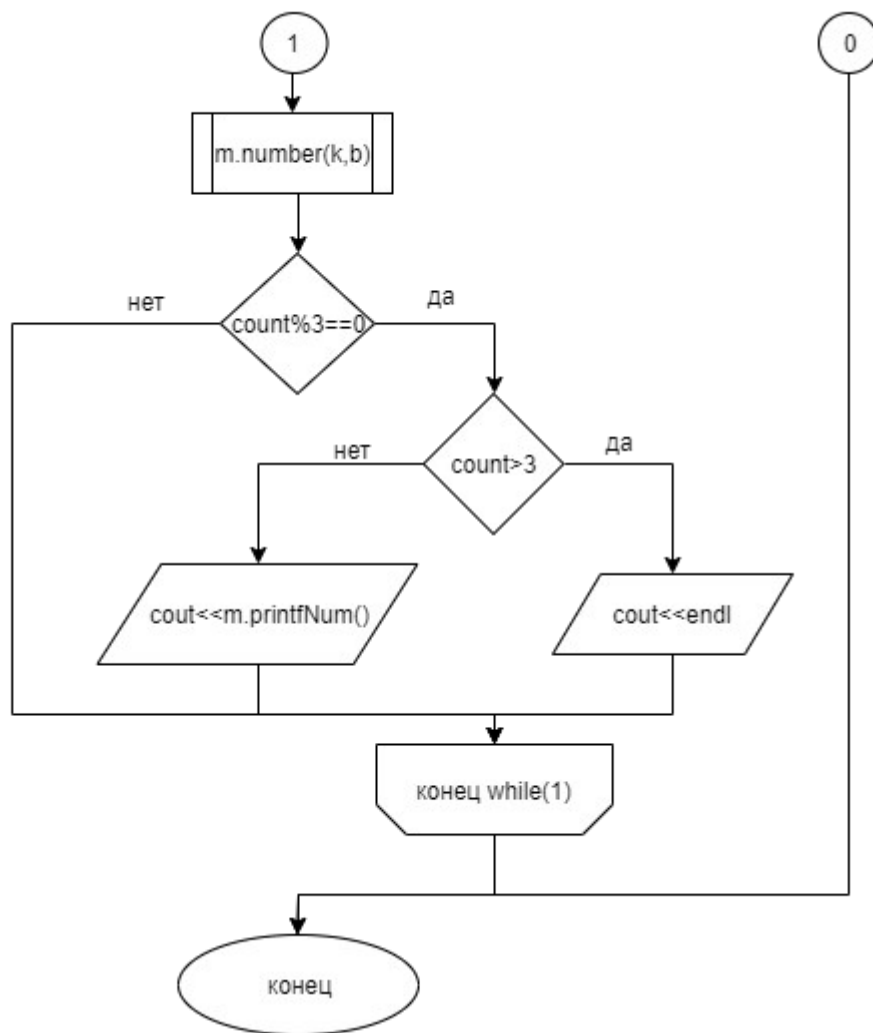 1
0
m.number(k,b)
нет
да
count%3==0
нет
да
count>3
cout<<m.printfNum()
cout<<endl
конец while(1)
конец